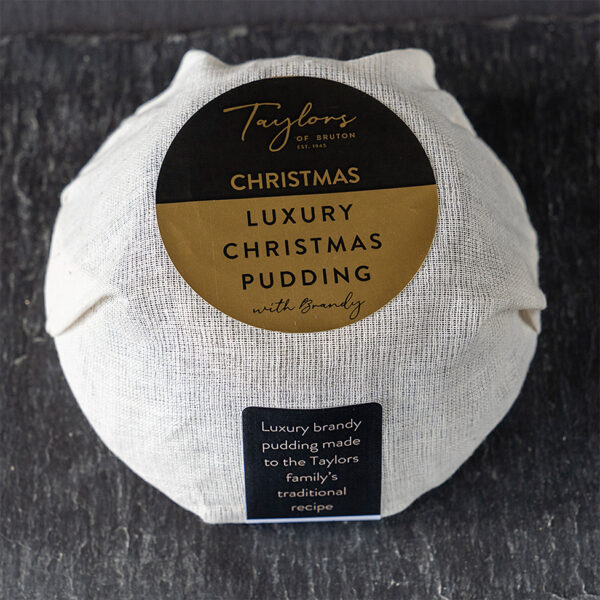 Taylors
OF BRUTON
EST. 1945
CHRISTMAS
LUXURY
CHRISTMAS
PUDDING
with Brandy
Luxury brandy
pudding made
to the Taylors
family's
traditional
recipe